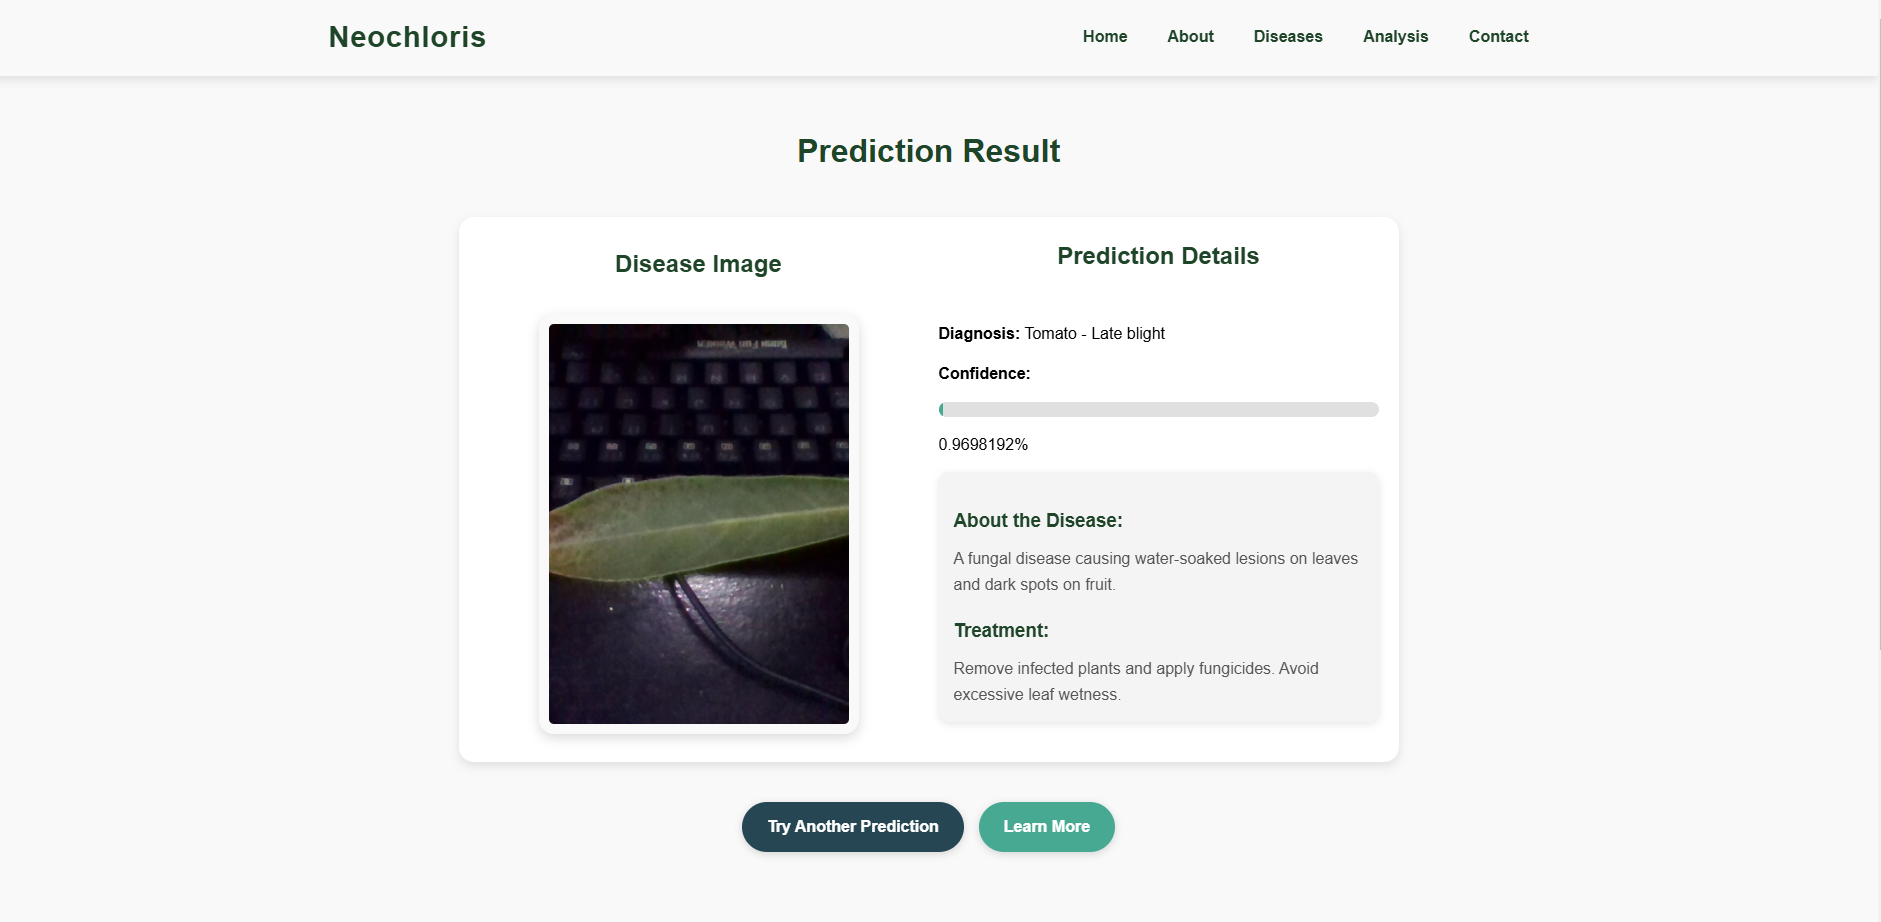 Neochloris
Home
About
Diseases
Analysis
Contact
Prediction Result
Disease Image
Prediction Details
Diagnosis: Tomato - Late blight
Confidence:
0.9698192%
About the Disease:
A fungal disease causing water-soaked lesions on leaves
and dark spots on fruit.
Treatment:
Remove infected plants and apply fungicides. Avoid
excessive leaf wetness.
Try Another Prediction
Learn More